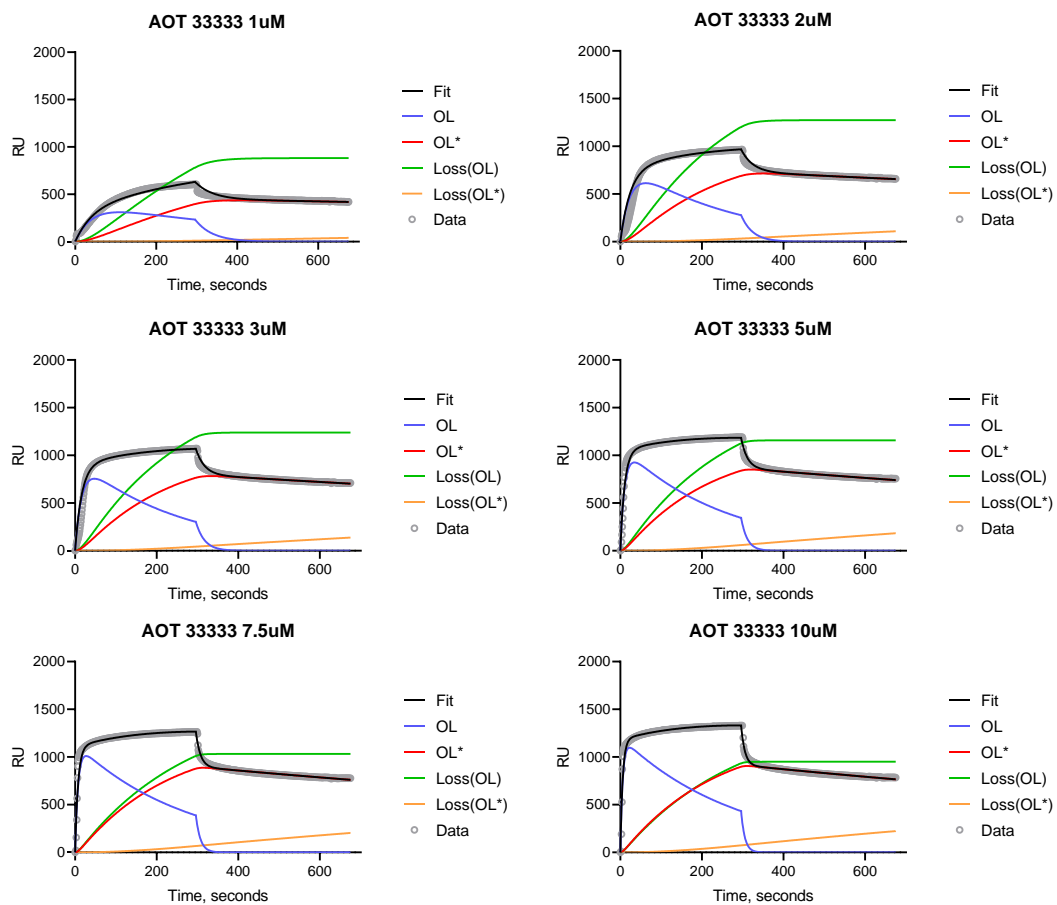 AOT 33333 1uM
2000
1500
1000
500
0
RU
0
200
400
600
Time, seconds
Fit
OL
OL*
Loss(OL)
Loss(OL*)
Data
AOT 33333 2uM
2000
1500
1000
500
0
RU
0
200
400
600
Time, seconds
Fit
OL
OL*
Loss(OL)
Loss(OL*)
Data
AOT 33333 3uM
2000
1500
1000
500
0
RU
0
200
400
600
Time, seconds
Fit
OL
OL*
Loss(OL)
Loss(OL*)
Data
AOT 33333 5uM
2000
1500
1000
500
0
RU
0
200
400
600
Time, seconds
Fit
OL
OL*
Loss(OL)
Loss(OL*)
Data
AOT 33333 7.5uM
2000
1500
1000
500
0
RU
0
200
400
600
Time, seconds
Fit
OL
OL*
Loss(OL)
Loss(OL*)
Data
AOT 33333 10uM
2000
1500
1000
500
0
RU
0
200
400
600
Time, seconds
Fit
OL
OL*
Loss(OL)
Loss(OL*)
Data